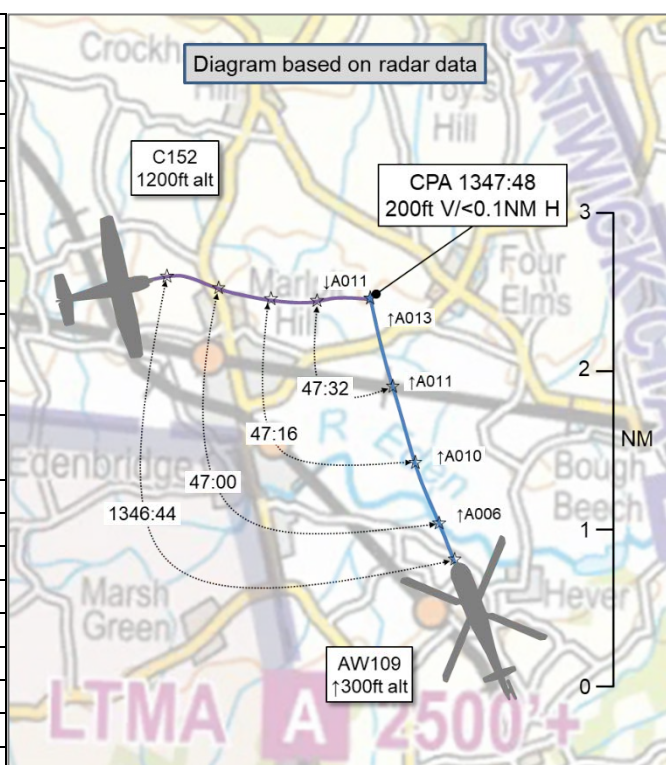 Diagram based on radar data
Crockh
Hill
Toy's
Hill
GATWICK
C152
1200ft alt
CPA 1347:48
200ft V/<0.1NM H
3
Four
Elms
Marl
Hill
↓A011
↑A013
47:32
↑A011
2
NM
47:16
↑A010
R Eden
Edenbridge
47:00
Bough
Beech
↑A006
1346:44
1
Marsh
Green
Hever
AW109
↑300ft alt
0
LTMA A 2500'+